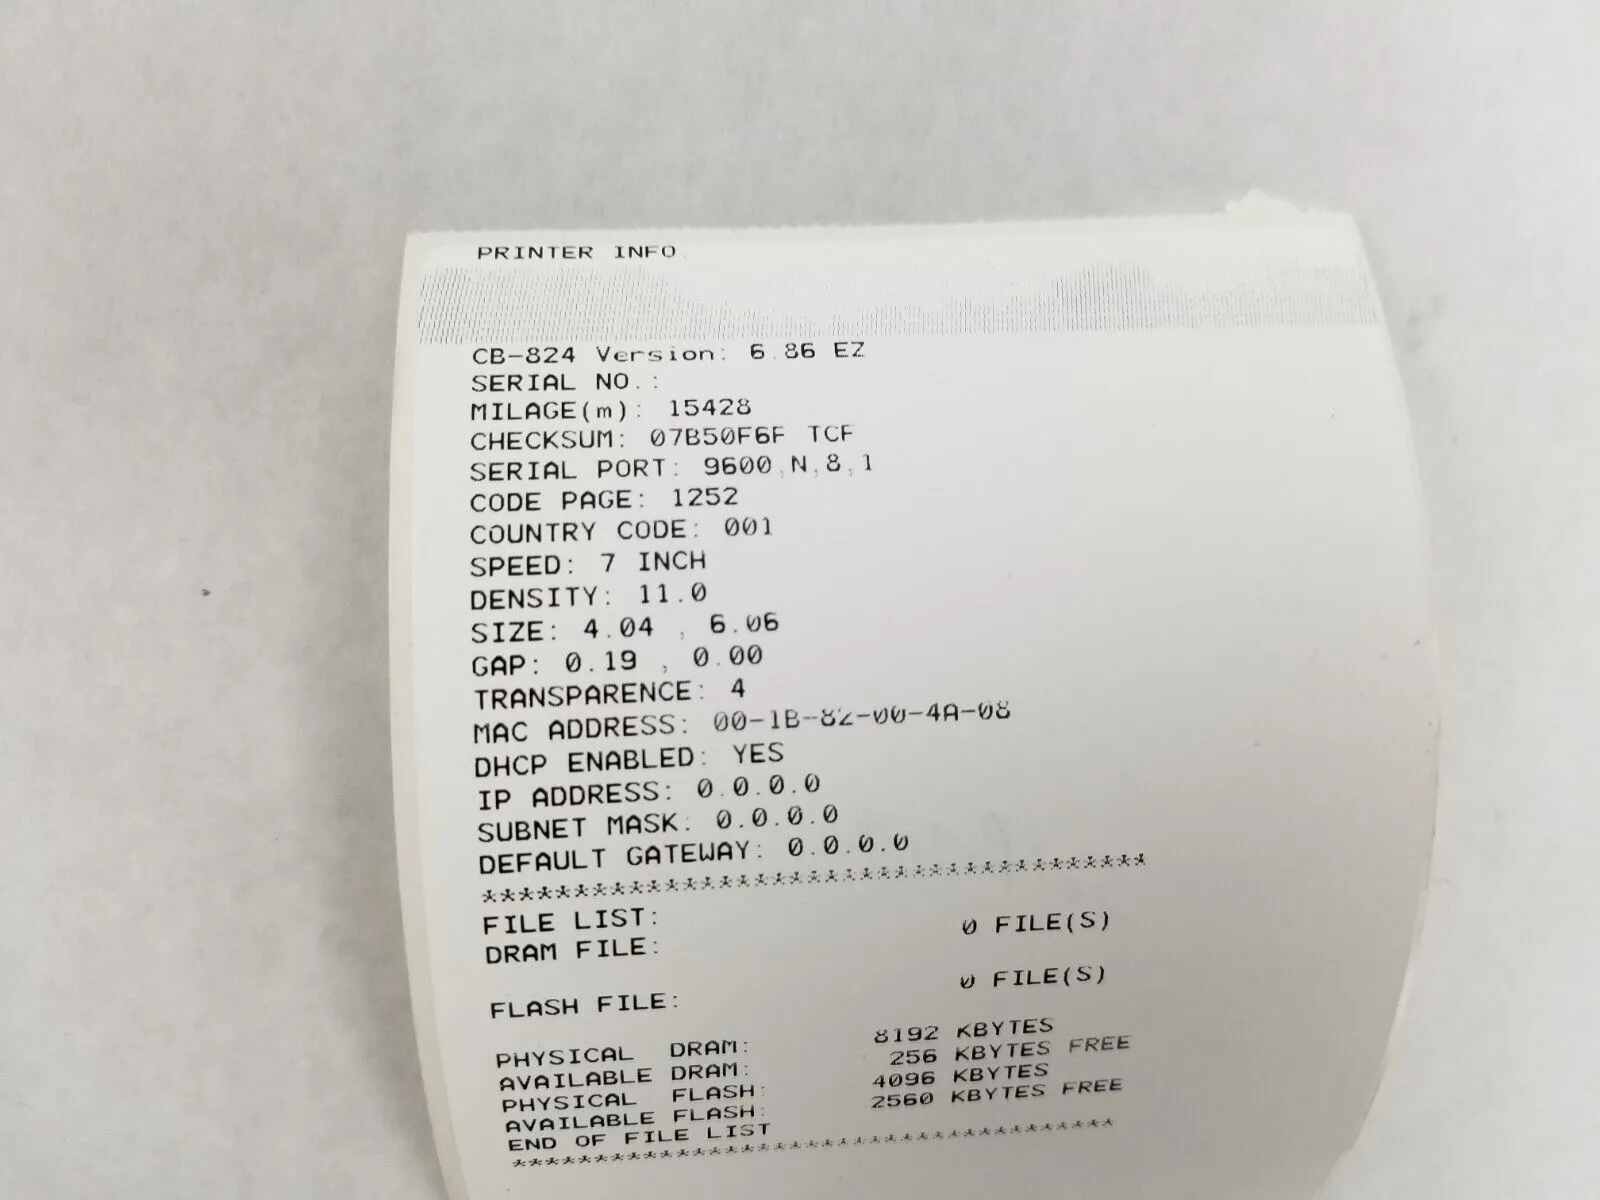 PRINTER INFO
CB-824 Version: 6.86 EZ
SERIAL NO.:
MILAGE(m): 15428
CHECKSUM: 07B50F6F TCF
SERIAL PORT: 9600,N,8,1
CODE PAGE: 1252
COUNTRY CODE: 001
SPEED: 7 INCH
DENSITY: 11.0
SIZE: 4.04 , 6.06
GAP: 0.19 , 0.00
TRANSPARENCE: 4
MAC ADDRESS: 00-1B-82-00-4A-08
DHCP ENABLED: YES
IP ADDRESS: 0.0.0.0
SUBNET MASK: 0.0.0.0
DEFAULT GATEWAY: 0.0.0.0
*************************************
FILE LIST:
DRAM FILE: 0 FILE(S)
FLASH FILE: 0 FILE(S)
PHYSICAL DRAM: 8192 KBYTES
AVAILABLE DRAM: 256 KBYTES FREE
PHYSICAL FLASH: 4096 KBYTES
AVAILABLE FLASH: 2560 KBYTES FREE
END OF FILE LIST
*************************************